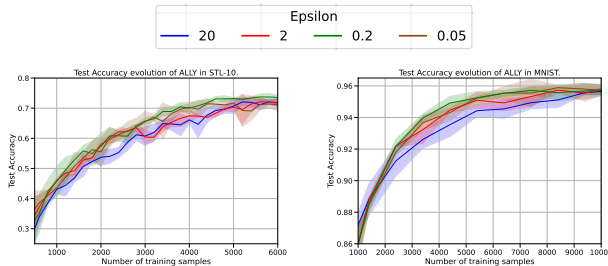 Epsilon
20 2 0.2 0.05
Test Accuracy evolution of ALLY in STL-10.
0.8
0.7
0.6
0.5
0.4
0.3
Test Accuracy
1000 2000 3000 4000 5000 6000
Number of training samples
Test Accuracy evolution of ALLY in MNIST.
0.96
0.94
0.92
0.90
0.88
0.86
Test Accuracy
1000 2000 3000 4000 5000 6000 7000 8000 9000 10000
Number of training samples